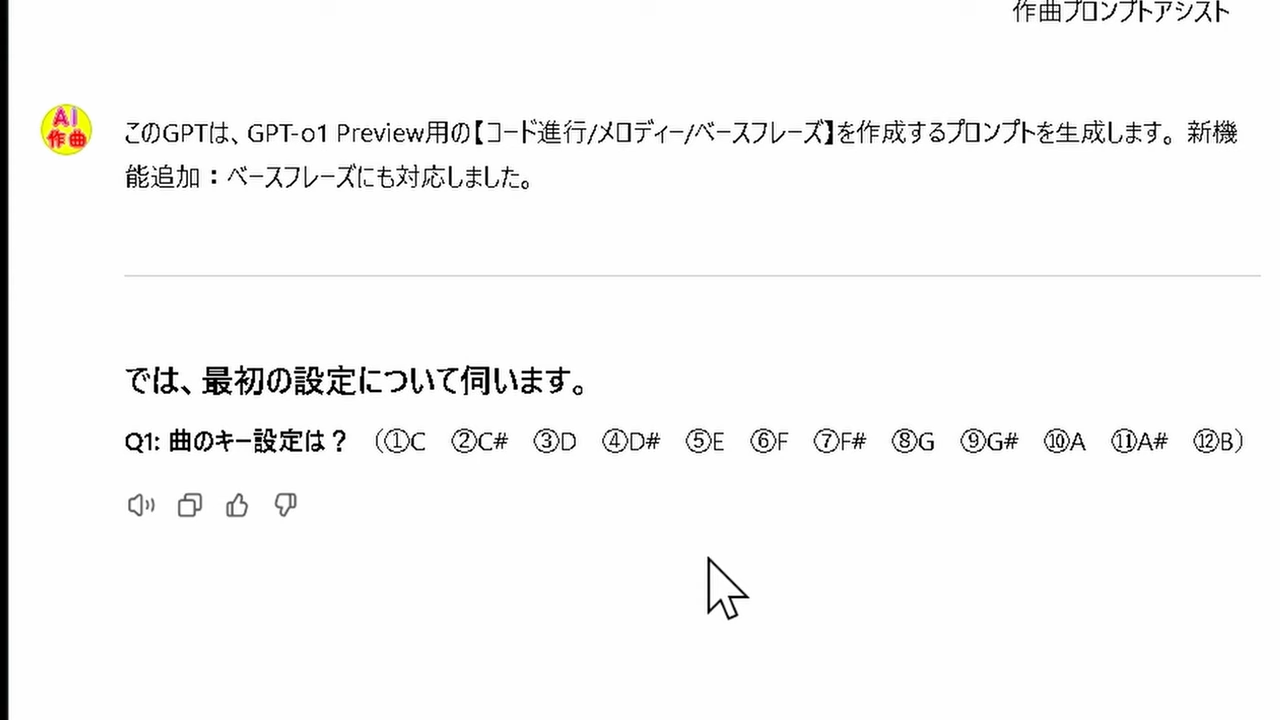 作曲プロンプトアシスト
AI
作曲
このGPTは、GPT-o1 Preview用の【コード進行/メロディー/ベースフレーズ】を作成するプロンプトを生成します。新機
能追加：ベースフレーズにも対応しました。
では、最初の設定について伺います。
Q1: 曲のキー設定は？ （①C ②C# ③D ④D# ⑤E ⑥F ⑦F# ⑧G ⑨G# ⑩A ⑪A# ⑫B）